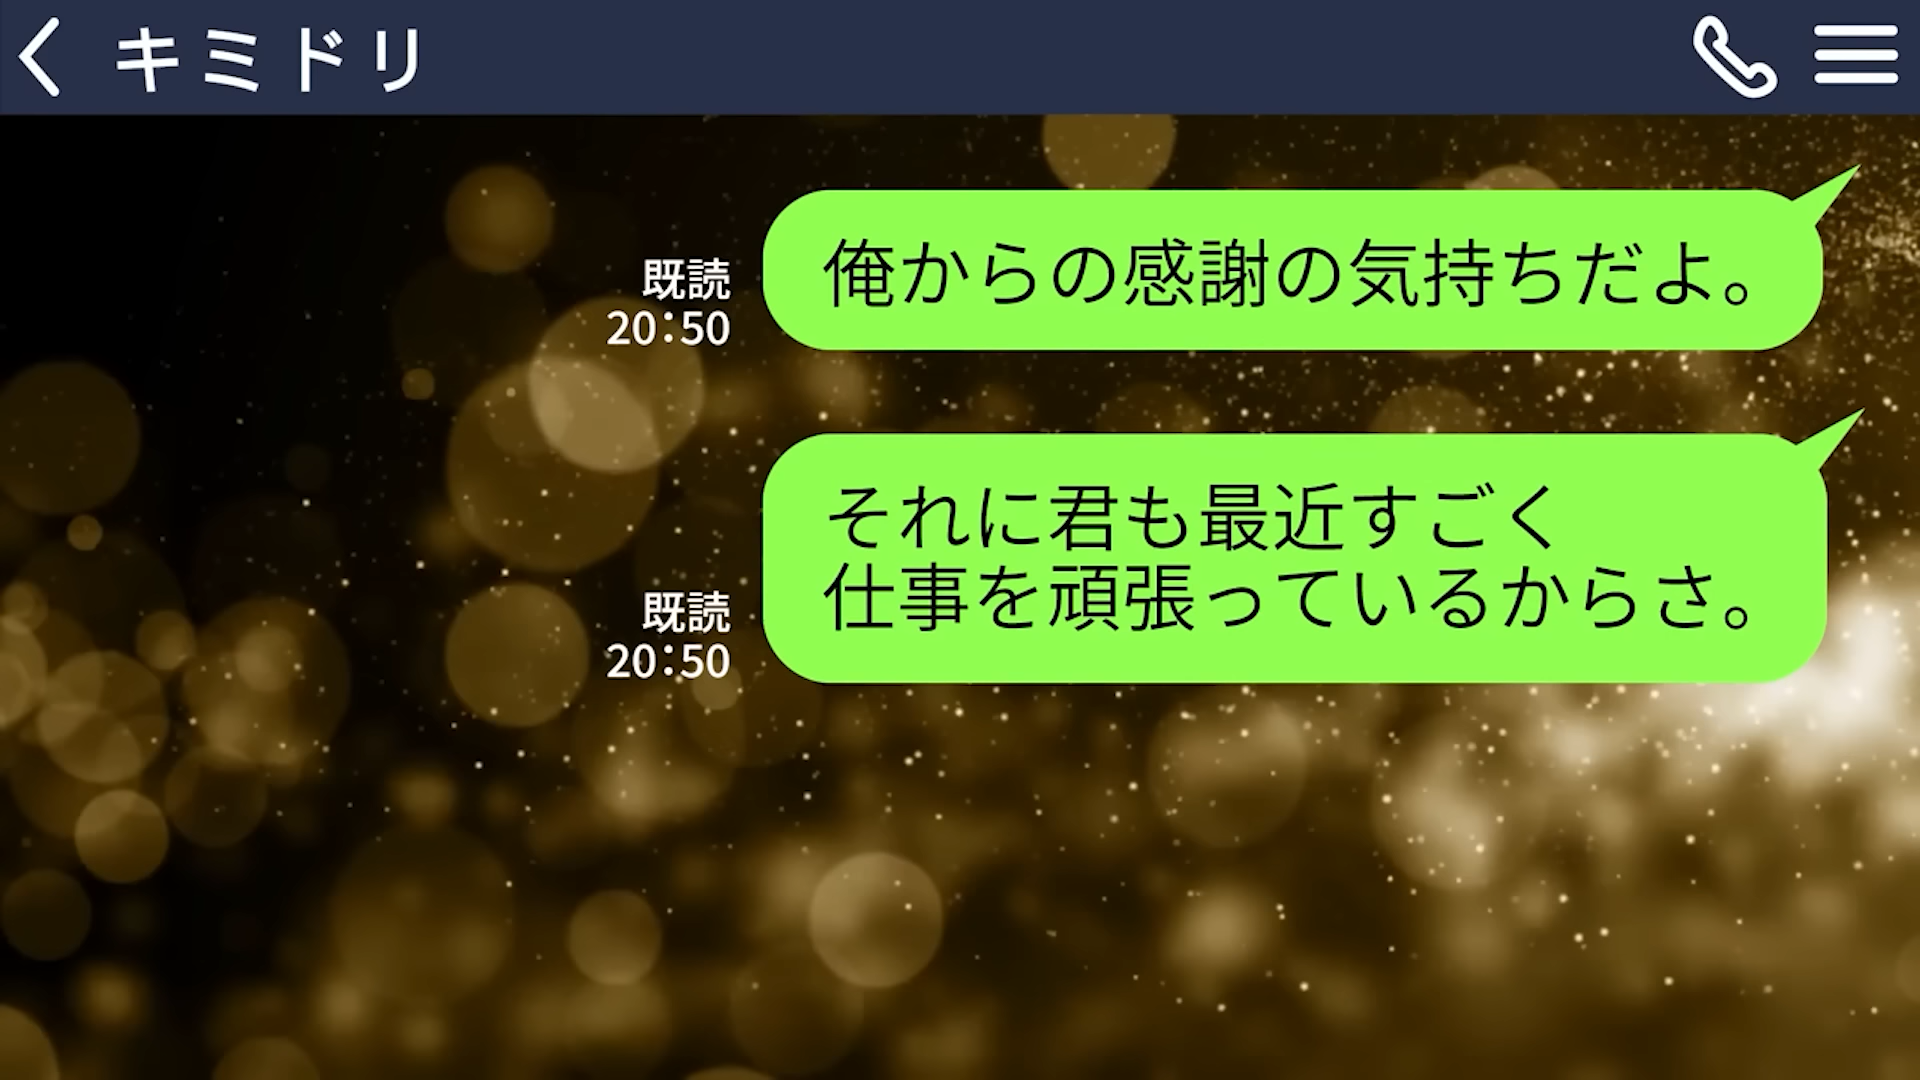 キミドリ
俺からの感謝の気持ちだよ。
既読
20:50
それに君も最近すごく
仕事を頑張っているからさ。
既読
20:50